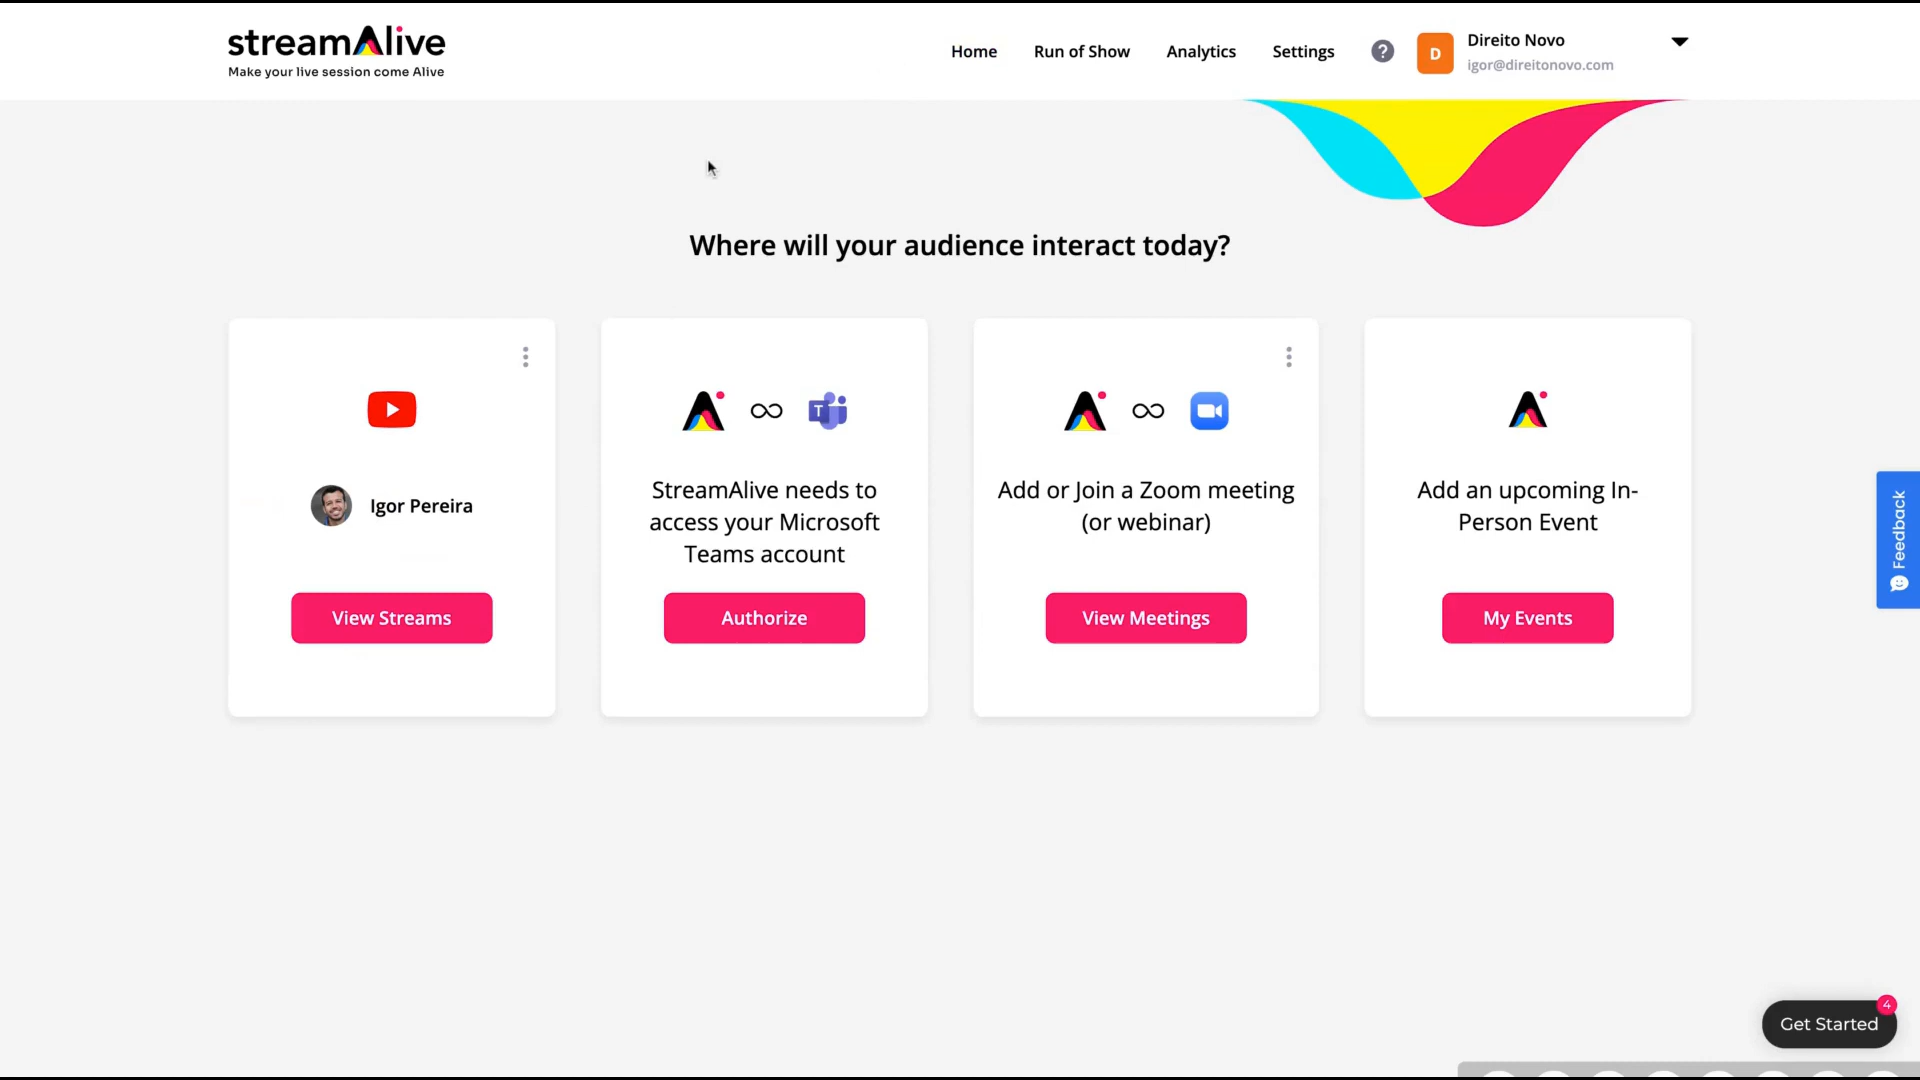 streamAlive
Make your live session come Alive
Home
Run of Show
Analytics
Settings
?
D
Direito Novo
igor@direitonovo.com
Where will your audience interact today?
Igor Pereira
View Streams
T
StreamAlive needs to
access your Microsoft
Teams account
Authorize
Add or Join a Zoom meeting
(or webinar)
View Meetings
Add an upcoming In-
Person Event
My Events
Feedback
4
Get Started